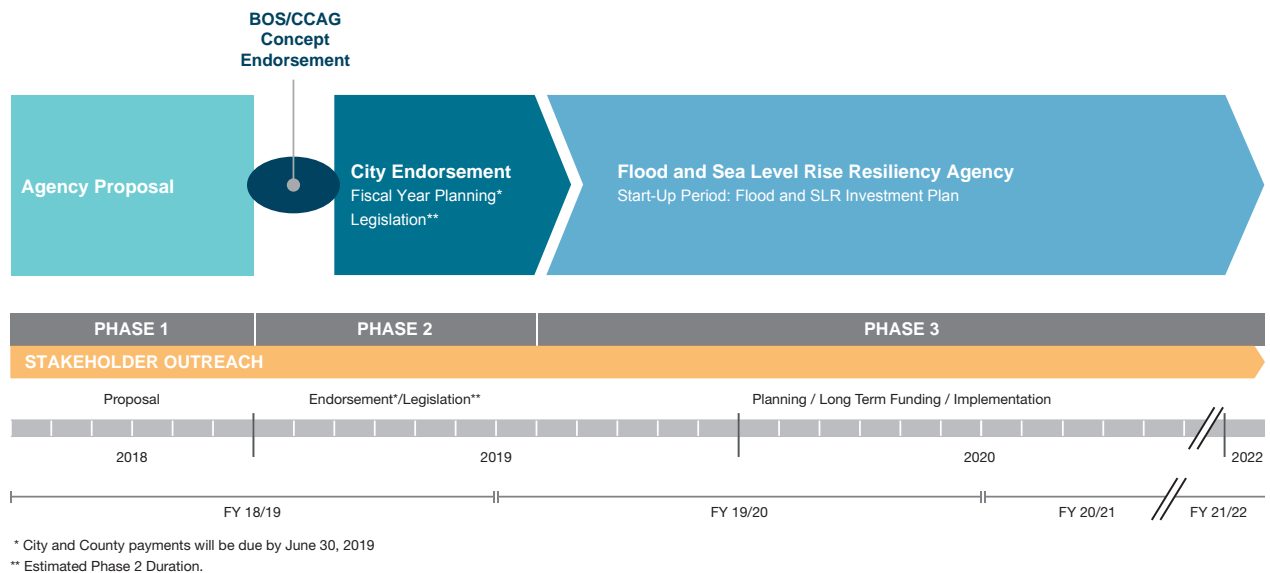 BOS/CCAG
Concept
Endorsement
Agency Proposal
City Endorsement
Fiscal Year Planning*
Legislation**
Flood and Sea Level Rise Resiliency Agency
Start-Up Period: Flood and SLR Investment Plan
PHASE 1
PHASE 2
PHASE 3
STAKEHOLDER OUTREACH
Proposal
Endorsement*/Legislation**
Planning / Long Term Funding / Implementation
2018
2019
2020
2022
FY 18/19
FY 19/20
FY 20/21
FY 21/22
* City and County payments will be due by June 30, 2019
** Estimated Phase 2 Duration.